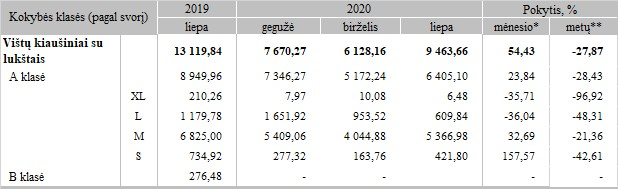 Kokybės klasės (pagal svorį) 2019 2020 Pokytis, %
liepa gegužė birželis liepa mėnesio* metų**
Vištų kiaušiniai su lukštais 13 119,84 7 670,27 6 128,16 9 463,66 54,43 -27,87
A klasė 8 949,96 7 346,27 5 172,24 6 405,10 23,84 -28,43
XL 210,26 7,97 10,08 6,48 -35,71 -96,92
L 1 179,78 1 651,92 953,52 609,84 -36,04 -48,31
M 6 825,00 5 409,06 4 044,88 5 366,98 32,69 -21,36
S 734,92 277,32 163,76 421,80 157,57 -42,61
B klasė 276,48 - - - - -